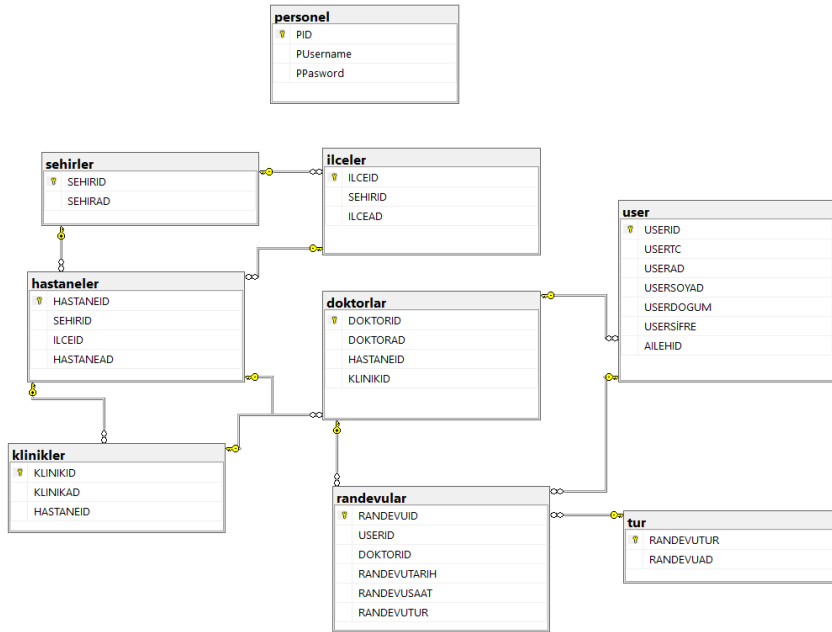 personel
PID
PUsername
PPasword
sehirler
SEHIRID
SEHIRAD
ilceler
ILCEID
SEHIRID
ILCEAD
user
USERID
USERTC
USERAD
USERSOYAD
USERDOGUM
USERSİFRE
AILEHID
hastaneler
HASTANEID
SEHIRID
ILCEID
HASTANEAD
doktorlar
DOKTORID
DOKTORAD
HASTANEID
KLINIKID
klinikler
KLINIKID
KLINIKAD
HASTANEID
randevular
RANDEVUID
USERID
DOKTORID
RANDEVUTARIH
RANDEVUSAAT
RANDEVUTUR
tur
RANDEVUTUR
RANDEVUAD